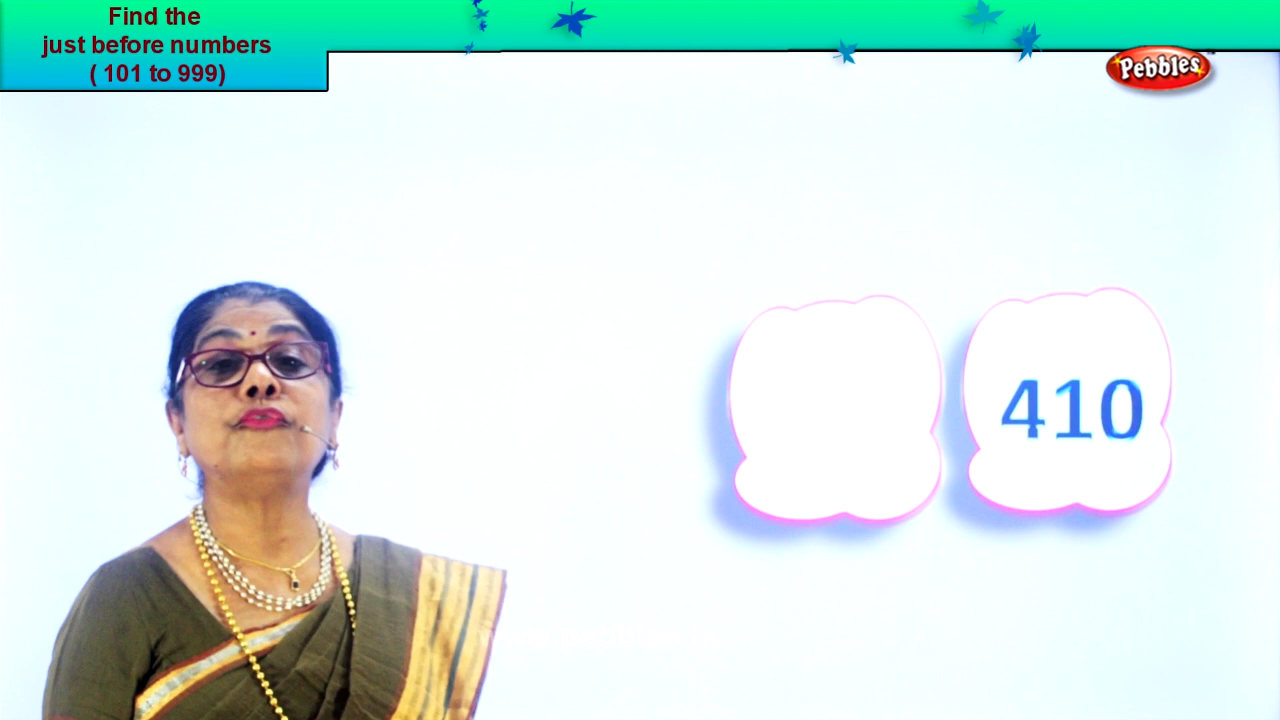 Find the
just before numbers
( 101 to 999)
Pebbles
410